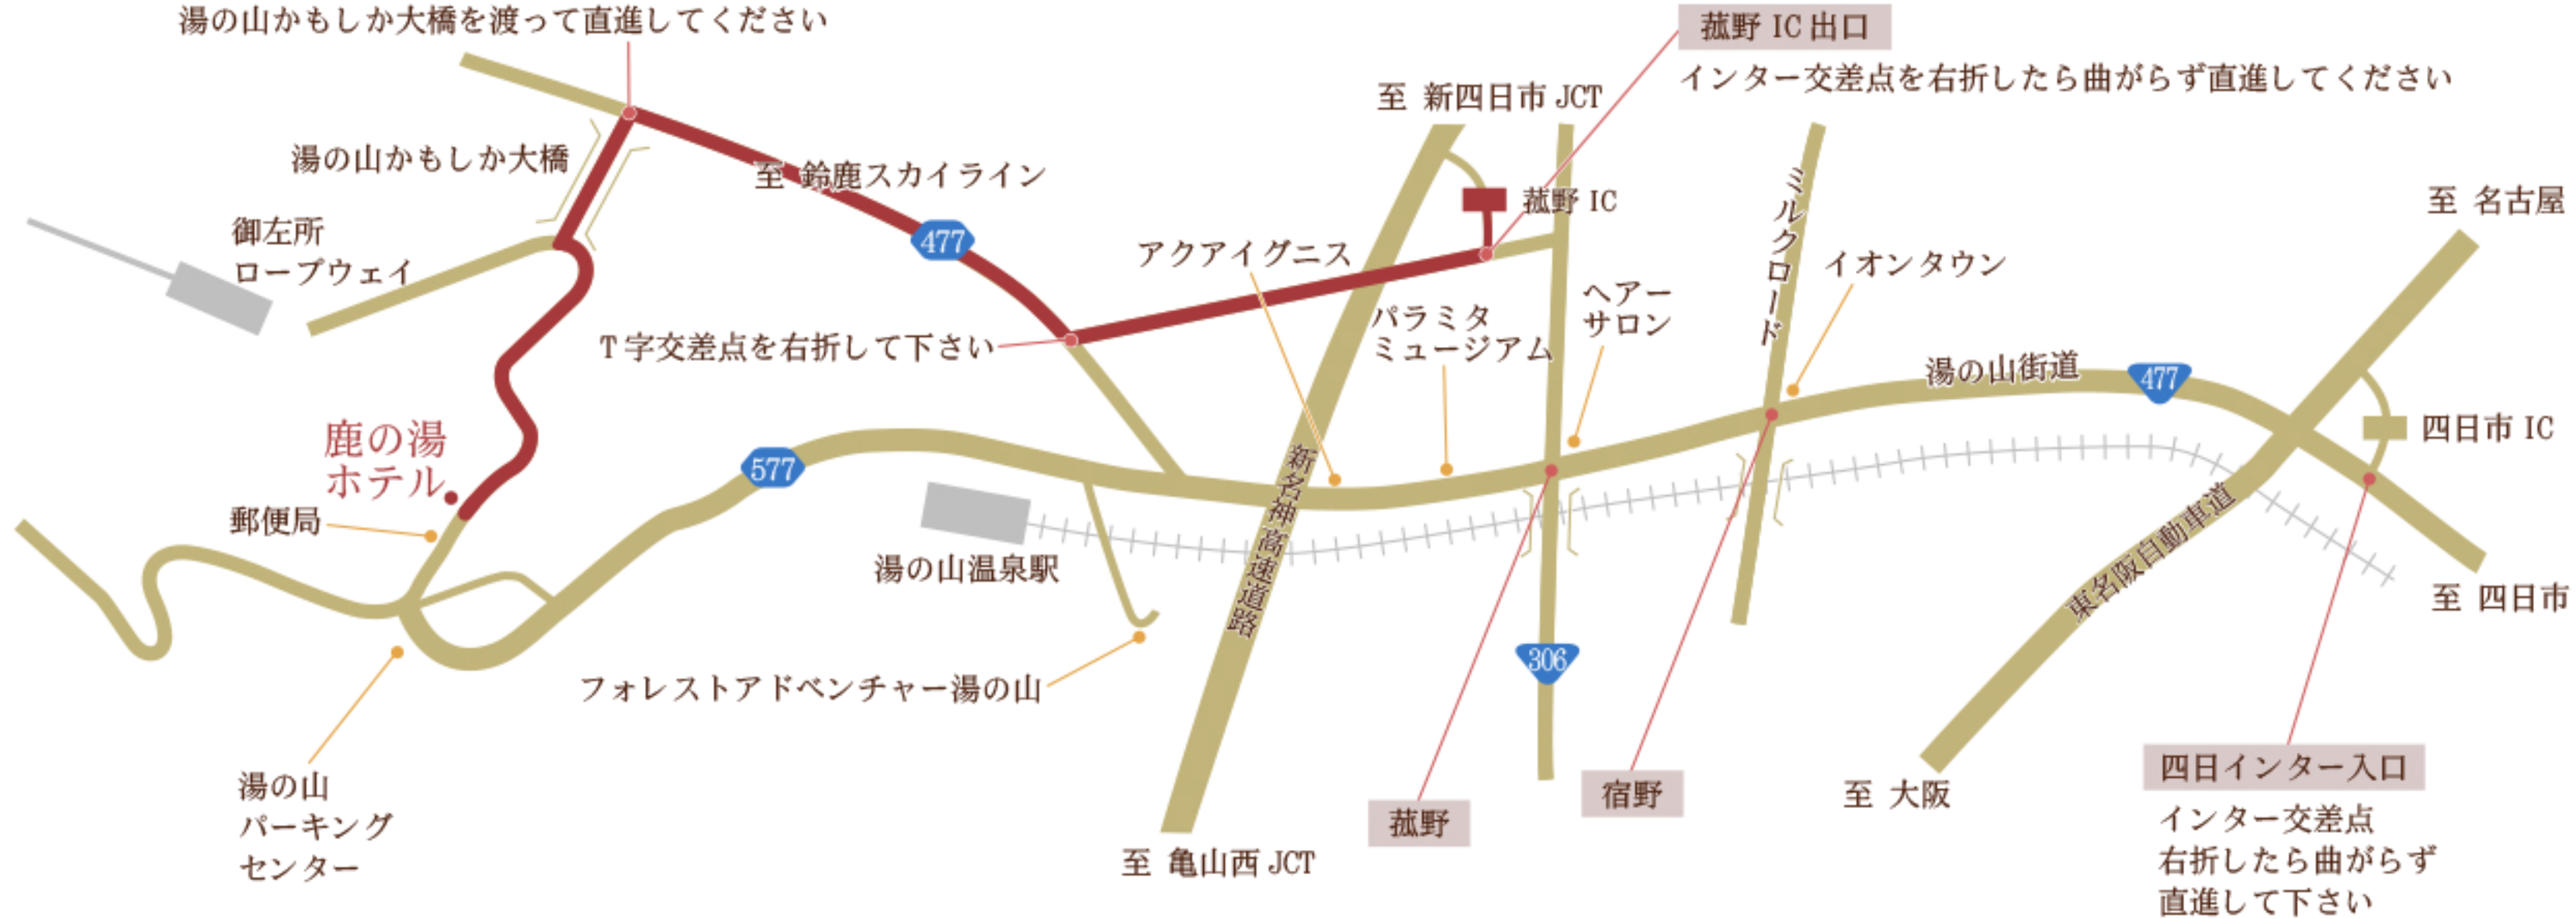 湯の山かもしか大橋を渡って直進してください
菰野 IC 出口
インター交差点を右折したら曲がらず直進してください
至 新四日市 JCT
湯の山かもしか大橋
至 鈴鹿スカイライン
菰野 IC
ミルクロード
至 名古屋
御左所
ロープウェイ
477
アクアイグニス
イオンタウン
ヘアー
サロン
パラミタ
ミュージアム
T 字交差点を右折して下さい
湯の山街道
477
鹿の湯
ホテル
577
新名神高速道路
四日市 IC
郵便局
湯の山温泉駅
東名阪自動車道
至 四日市
306
フォレストアドベンチャー湯の山
湯の山
パーキング
センター
菰野
宿野
至 大阪
四日インター入口
インター交差点
右折したら曲がらず
直進して下さい
至 亀山西 JCT